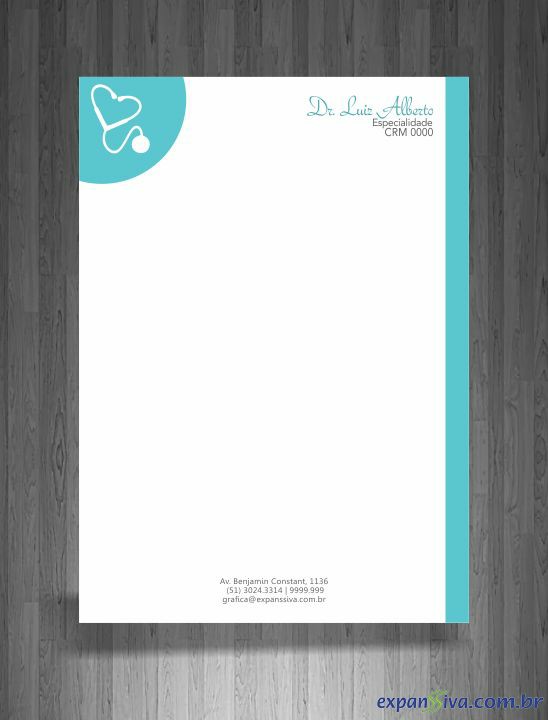 Dr. Luiz Alberto
Especialidade
CRM 0000
Av. Benjamin Constant, 1136
(51) 3024.3314 | 9999.999
grafica@expanssiva.com.br
expanSsiva.com.br